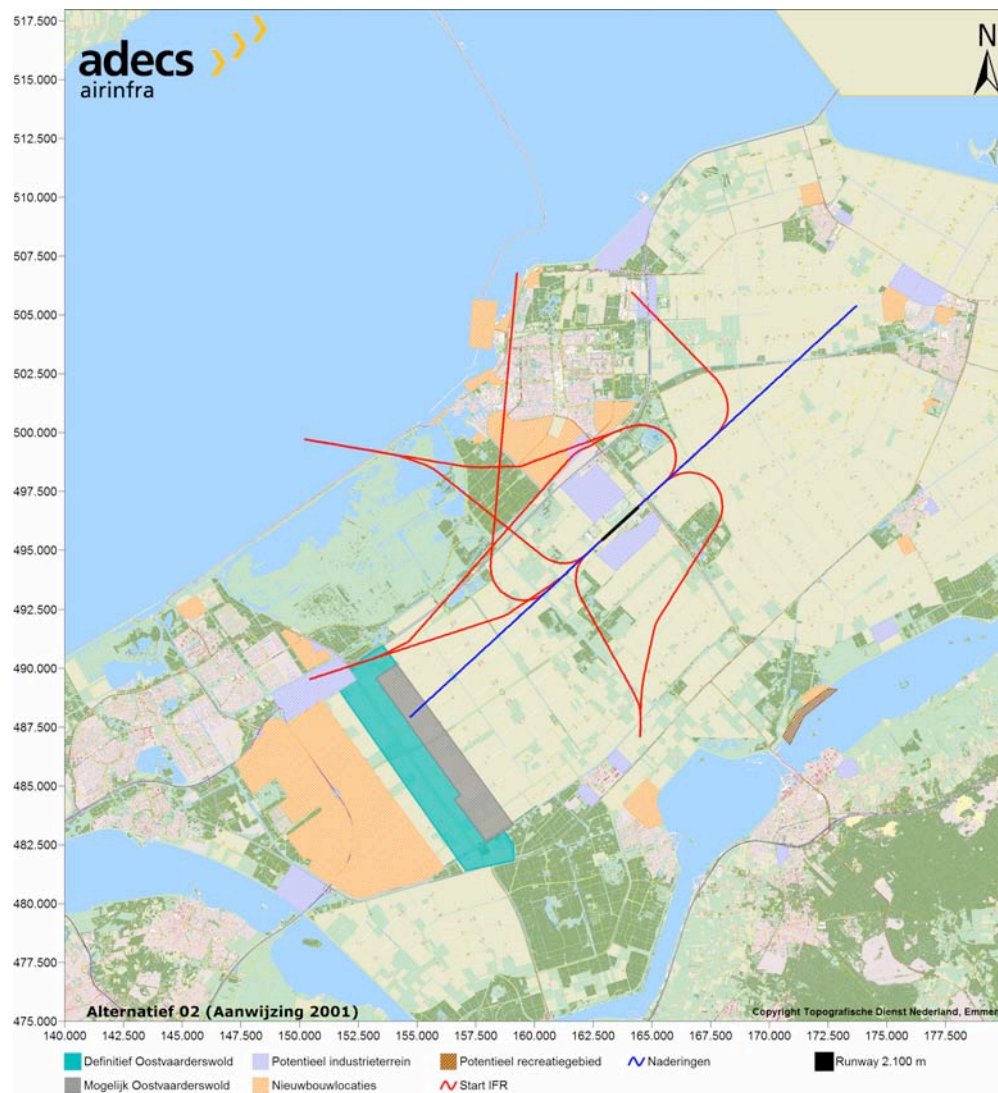 517.500
515.000
512.500
510.000
507.500
505.000
502.500
500.000
497.500
495.000
492.500
490.000
487.500
485.000
482.500
480.000
477.500
475.000
adecs
airinfra
N
Alternatief 02 (Aanwijzing 2001)
Copyright Topografische Dienst Nederland, Emmen
140.000 142.500 145.000 147.500 150.000 152.500 155.000 157.500 160.000 162.500 165.000 167.500 170.000 172.500 175.000 177.500
Definitief Oostvaarderswold Potentieel industrieterrein Potentieel recreatiegebied Naderingen Runway 2.100 m
Mogelijk Oostvaarderswold Nieuwbouwlocaties Start IFR